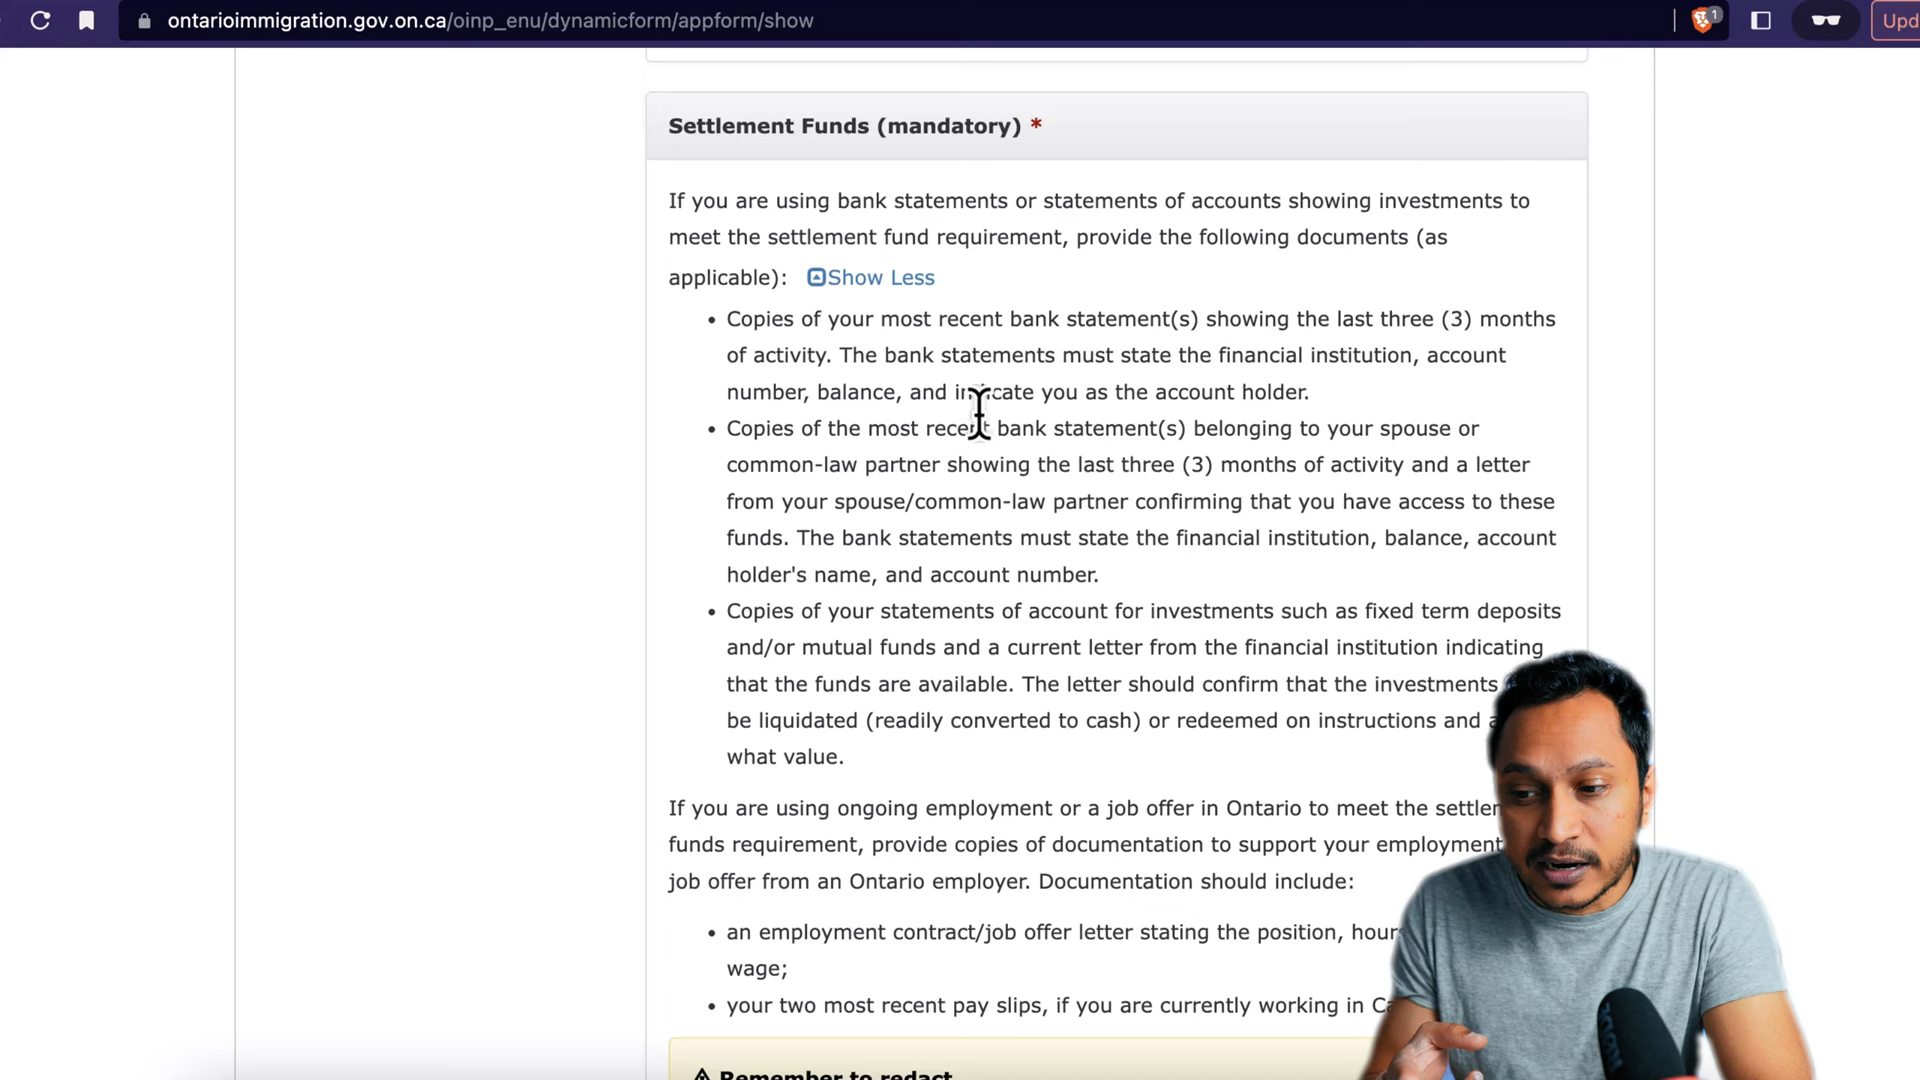 ontarioimmigration.gov.on.ca/oinp_enu/dynamicform/appform/show
1
Upd
Settlement Funds (mandatory) *
If you are using bank statements or statements of accounts showing investments to
meet the settlement fund requirement, provide the following documents (as
applicable): Show Less
• Copies of your most recent bank statement(s) showing the last three (3) months
of activity. The bank statements must state the financial institution, account
number, balance, and indicate you as the account holder.
• Copies of the most recent bank statement(s) belonging to your spouse or
common-law partner showing the last three (3) months of activity and a letter
from your spouse/common-law partner confirming that you have access to these
funds. The bank statements must state the financial institution, balance, account
holder's name, and account number.
• Copies of your statements of account for investments such as fixed term deposits
and/or mutual funds and a current letter from the financial institution indicating
that the funds are available. The letter should confirm that the investments
be liquidated (readily converted to cash) or redeemed on instructions and
what value.
If you are using ongoing employment or a job offer in Ontario to meet the
funds requirement, provide copies of documentation to support your employment
job offer from an Ontario employer. Documentation should include:
• an employment contract/job offer letter stating the position,
wage;
• your two most recent pay slips, if you are currently working in
Remember to redact